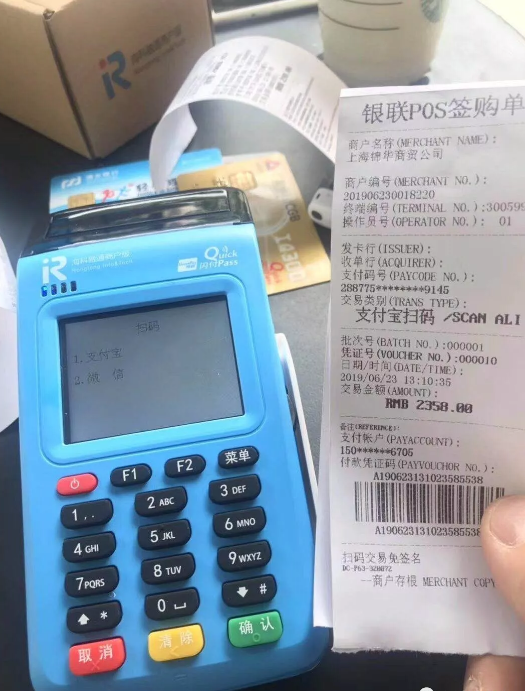 银联POS签购单
商户名称(MERCHANT NAME):
上海锦华商贸公司
商户编号(MERCHANT NO.):
201906230018220
终端编号(TERMINAL NO.):300599
操作员号(OPERATOR NO.): 01
发卡行(ISSUER):
收单行(ACQUIRER):
支付码号(PAYCODE NO.):
288775********9145
交易类别(TRANS TYPE):
支付宝扫码 /SCAN ALI
批次号(BATCH NO.):000001
凭证号(VOUCHER NO.):000010
日期/时间(DATE/TIME):
2019/06/23 13:10:35
交易金额(AMOUNT):
RMB 2358.00
备注(REFERENCE):
支付帐户(PAYACCOUNT):
150******6705
付款凭证码(PAYVOUCHOR NO.):
A190623131023585538
A190623131023585538
扫码交易免签名
---商户存根 MERCHANT COPY
Quick
闪付Pass
扫码
1.支付宝
2.微 信
F1 F2 菜单
1,. 2 ABC 3 DEF
4 GHI 5 JKL 6 MNO
7PQRS 8 TUV 9WXYZ
* 0 #
取消 清除 确认